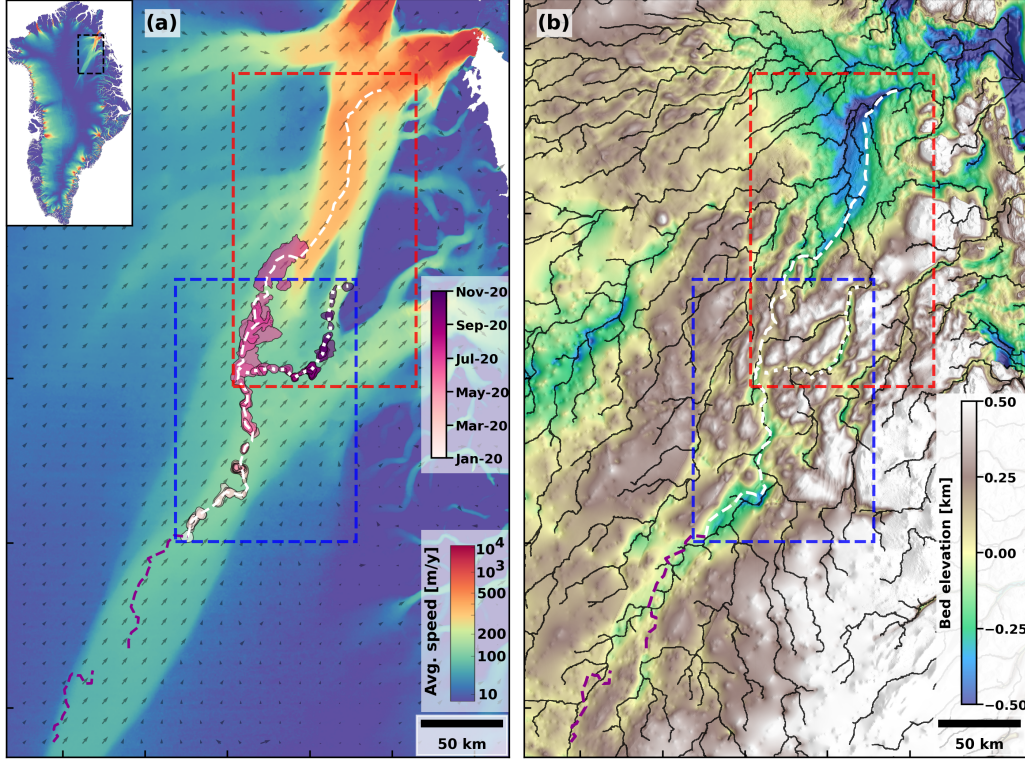 (a)
Nov-20
Sep-20
Jul-20
May-20
Mar-20
Jan-20
Avg. speed [m/y]
10⁴
10³
500
200
100
10
50 km
(b)
Bed elevation [km]
0.50
0.25
0.00
−0.25
−0.50
50 km